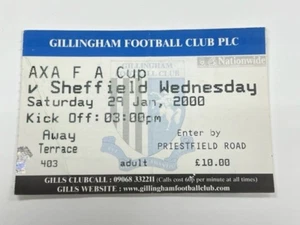 GILLINGHAM FOOTBALL CLUB PLC
Nationwide
AXA F A Cup
v Sheffield Wednesday
Saturday 29 Jan, 2000
Kick Off: 03:00pm
Away
Terrace
Enter by
PRIESTFIELD ROAD
403
adult
£10.00
GILLS CLUBCALL : 09068 332211 (Calls cost 60p per minute at all times)
GILLS WEBSITE : www.gillinghamfootballclub.com